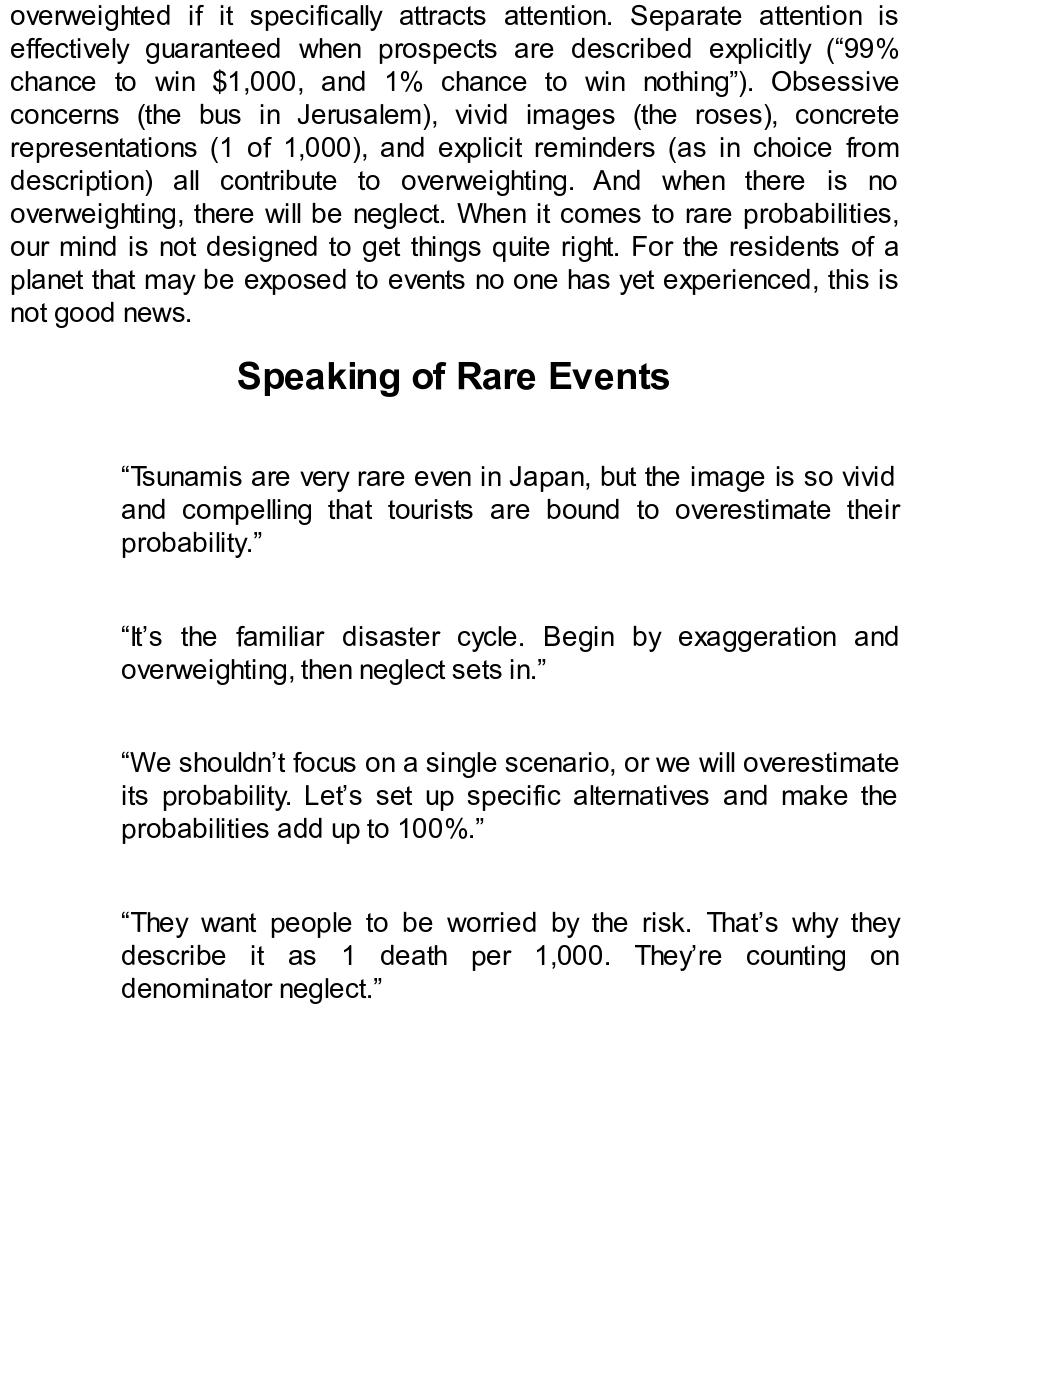 overweighted if it specifically attracts attention. Separate attention is
effectively guaranteed when prospects are described explicitly (“99%
chance to win $1,000, and 1% chance to win nothing”). Obsessive
concerns (the bus in Jerusalem), vivid images (the roses), concrete
representations (1 of 1,000), and explicit reminders (as in choice from
description) all contribute to overweighting. And when there is no
overweighting, there will be neglect. When it comes to rare probabilities,
our mind is not designed to get things quite right. For the residents of a
planet that may be exposed to events no one has yet experienced, this is
not good news.
Speaking of Rare Events
“Tsunamis are very rare even in Japan, but the image is so vivid
and compelling that tourists are bound to overestimate their
probability.”
“It’s the familiar disaster cycle. Begin by exaggeration and
overweighting, then neglect sets in.”
“We shouldn’t focus on a single scenario, or we will overestimate
its probability. Let’s set up specific alternatives and make the
probabilities add up to 100%.”
“They want people to be worried by the risk. That’s why they
describe it as 1 death per 1,000. They’re counting on
denominator neglect.”